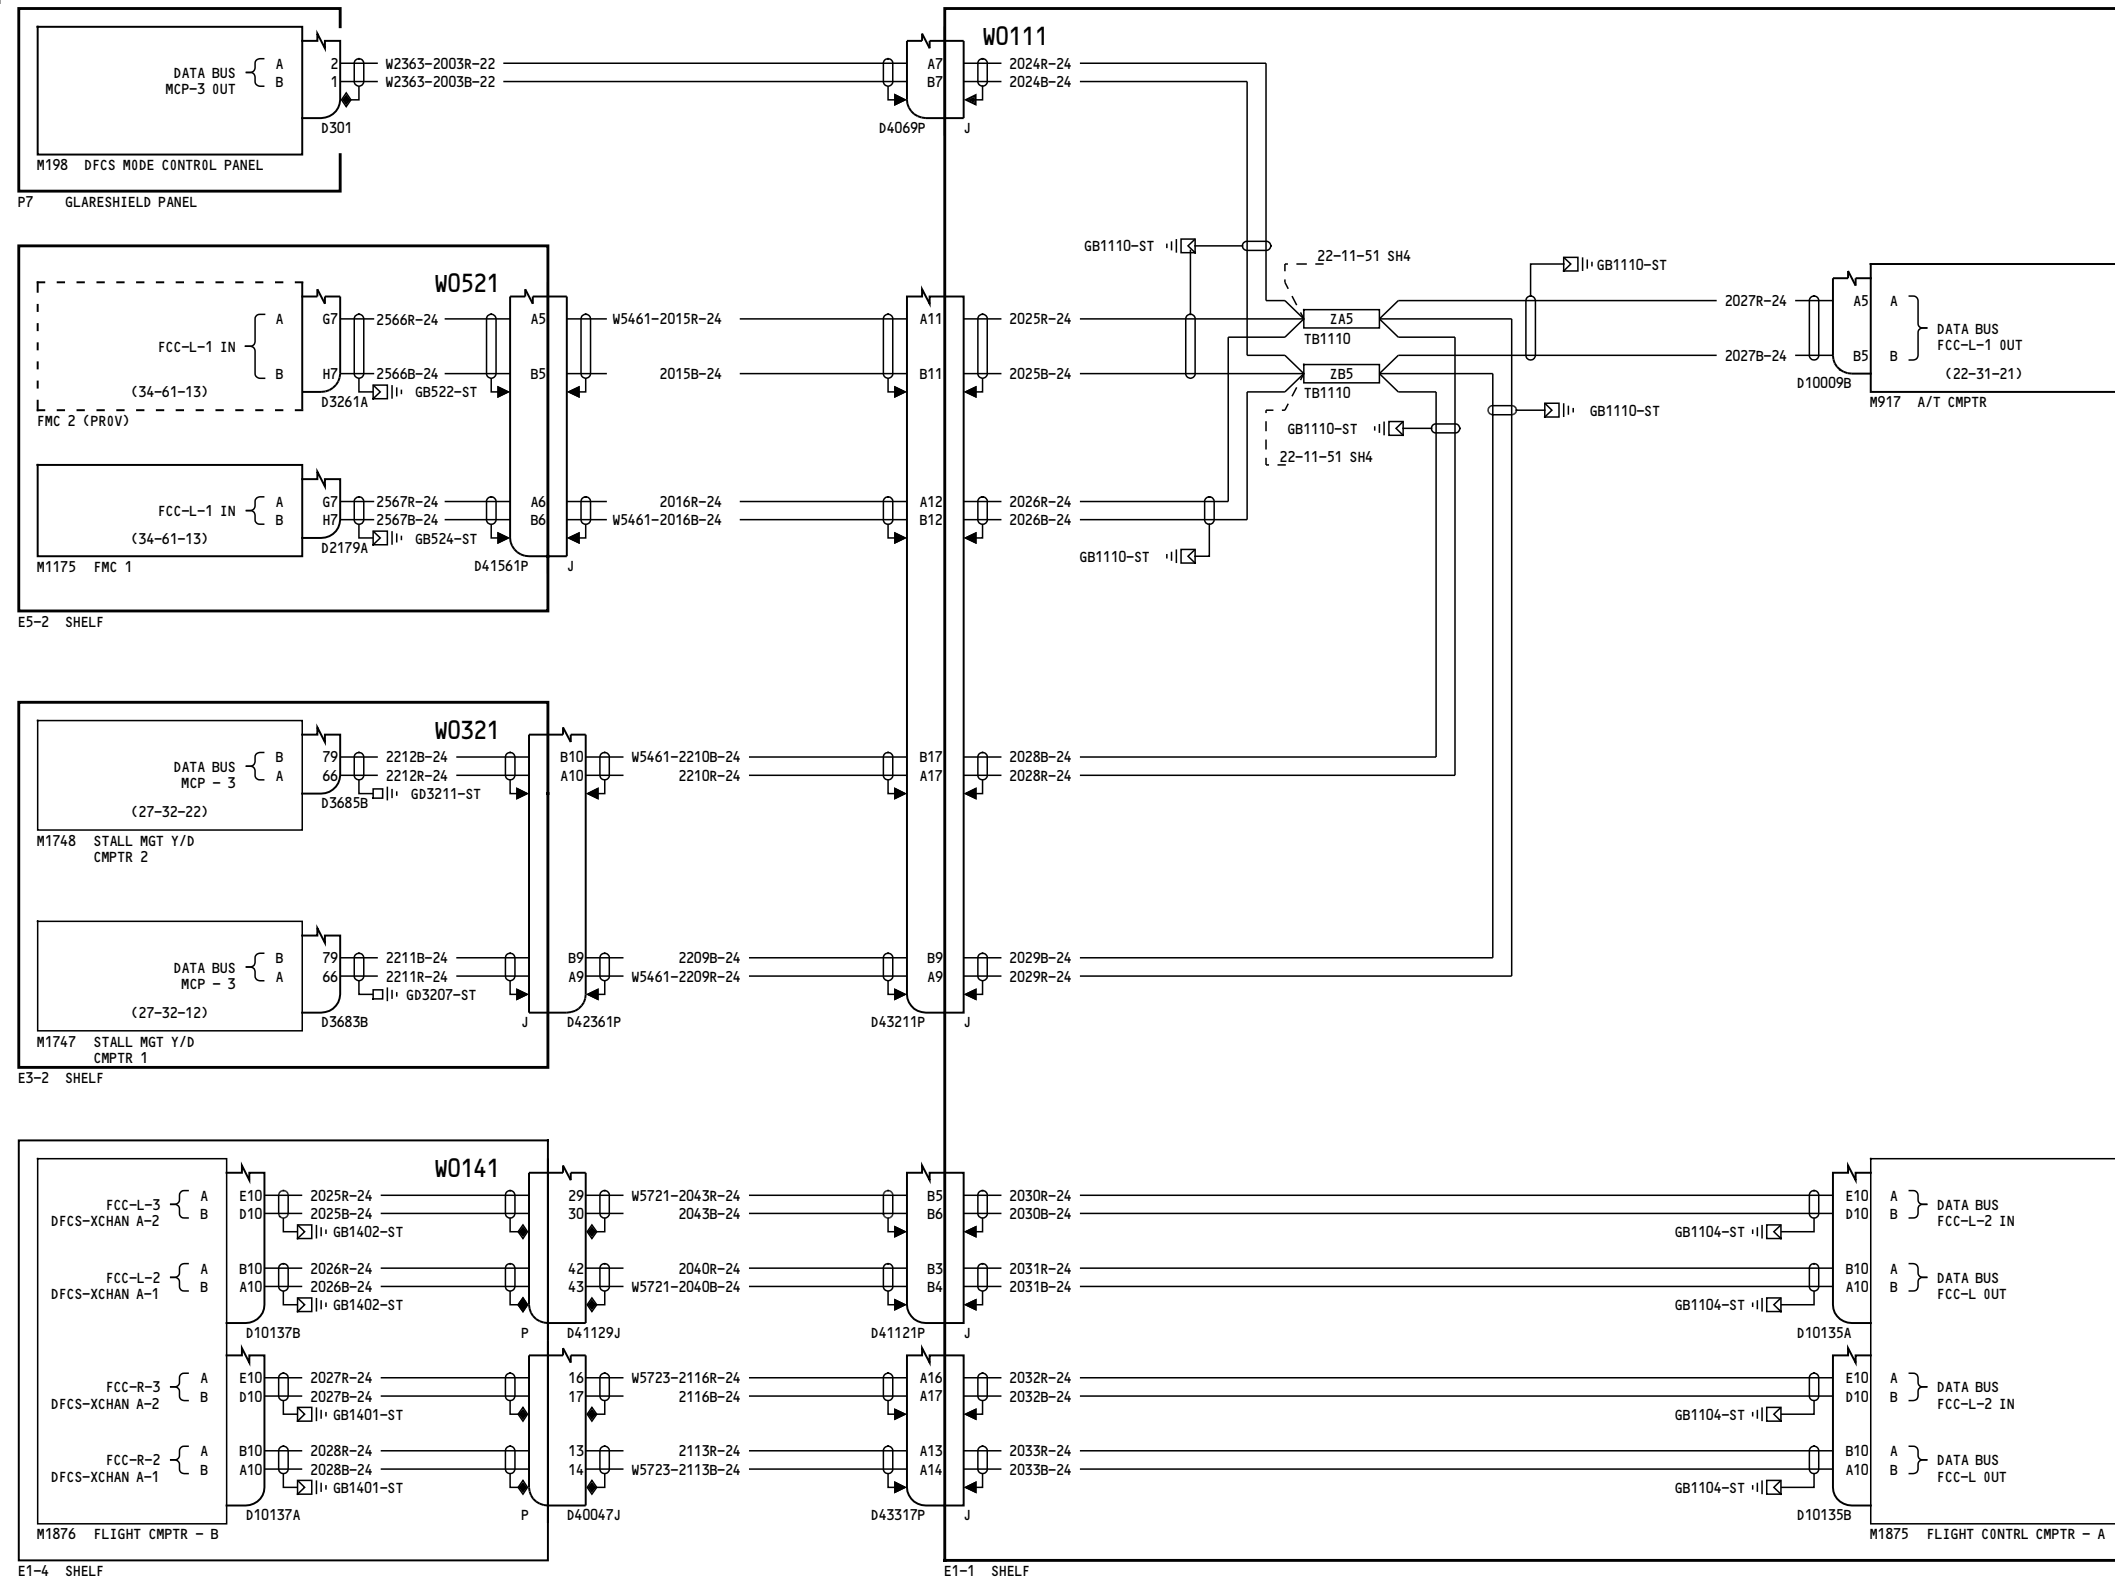 W0111
A 2 W2363-2003R-22 A7 2024R-24
DATA BUS
MCP-3 OUT
B 1 W2363-2003B-22 B7 2024B-24
D301 D4069P J
M198 DFCS MODE CONTROL PANEL
P7 GLARESHIELD PANEL
GB1110-ST 22-11-51 SH4 GB1110-ST
W0521
A G7 2566R-24 A5 W5461-2015R-24 A11 2025R-24 ZA5 2027R-24 A5 A
TB1110
FCC-L-1 IN
DATA BUS
FCC-L-1 OUT
B H7 2566B-24 B5 2015B-24 B11 2025B-24 ZB5 2027B-24 B5 B
TB1110
(34-61-13) D3261A GB522-ST D10009B (22-31-21)
FMC 2 (PROV) M917 A/T CMPTR
GB1110-ST GB1110-ST
22-11-51 SH4
A G7 2567R-24 A6 2016R-24 A12 2026R-24
FCC-L-1 IN
B H7 2567B-24 B6 W5461-2016B-24 B12 2026B-24
(34-61-13) D2179A GB524-ST GB1110-ST
M1175 FMC 1 D41561P J
E5-2 SHELF
W0321
B 79 2212B-24 B10 W5461-2210B-24 B17 2028B-24
DATA BUS
MCP - 3
A 66 2212R-24 A10 2210R-24 A17 2028R-24
(27-32-22) D3685B GD3211-ST
M1748 STALL MGT Y/D
CMPTR 2
B 79 2211B-24 B9 2209B-24 B9 2029B-24
DATA BUS
MCP - 3
A 66 2211R-24 A9 W5461-2209R-24 A9 2029R-24
(27-32-12) D3683B GD3207-ST J D42361P D43211P J
M1747 STALL MGT Y/D
CMPTR 1
E3-2 SHELF
W0141
A E10 2025R-24 29 W5721-2043R-24 B5 2030R-24 E10 A
FCC-L-3
DFCS-XCHAN A-2
DATA BUS
FCC-L-2 IN
B D10 2025B-24 30 2043B-24 B6 2030B-24 D10 B
GB1402-ST GB1104-ST
A B10 2026R-24 42 2040R-24 B3 2031R-24 B10 A
FCC-L-2
DFCS-XCHAN A-1
DATA BUS
FCC-L OUT
B A10 2026B-24 43 W5721-2040B-24 B4 2031B-24 A10 B
GB1402-ST GB1104-ST
D10137B P D41129J D41121P J D10135A
A E10 2027R-24 16 W5723-2116R-24 A16 2032R-24 E10 A
FCC-R-3
DFCS-XCHAN A-2
DATA BUS
FCC-L-2 IN
B D10 2027B-24 17 2116B-24 A17 2032B-24 D10 B
GB1401-ST GB1104-ST
A B10 2028R-24 13 2113R-24 A13 2033R-24 B10 A
FCC-R-2
DFCS-XCHAN A-1
DATA BUS
FCC-L OUT
B A10 2028B-24 14 W5723-2113B-24 A14 2033B-24 A10 B
GB1401-ST GB1104-ST
D10137A P D40047J D43317P J D10135B
M1876 FLIGHT CMPTR - B M1875 FLIGHT CONTRL CMPTR - A
E1-4 SHELF E1-1 SHELF